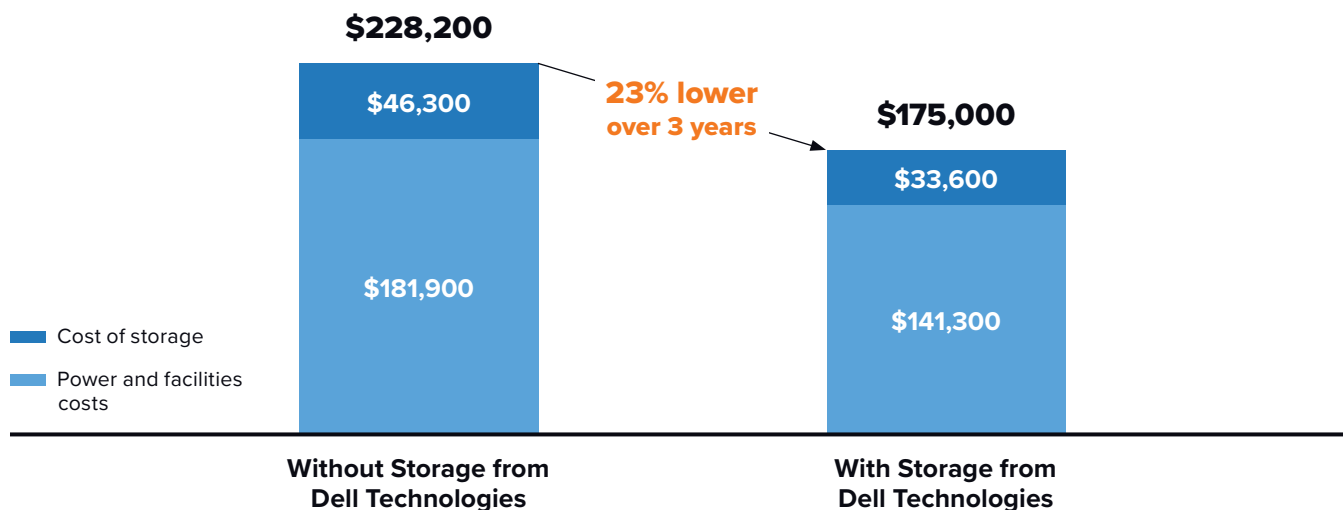 $228,200
$46,300
23% lower
over 3 years
$175,000
$33,600
$181,900
$141,300
Cost of storage
Power and facilities
costs
Without Storage from
Dell Technologies
With Storage from
Dell Technologies